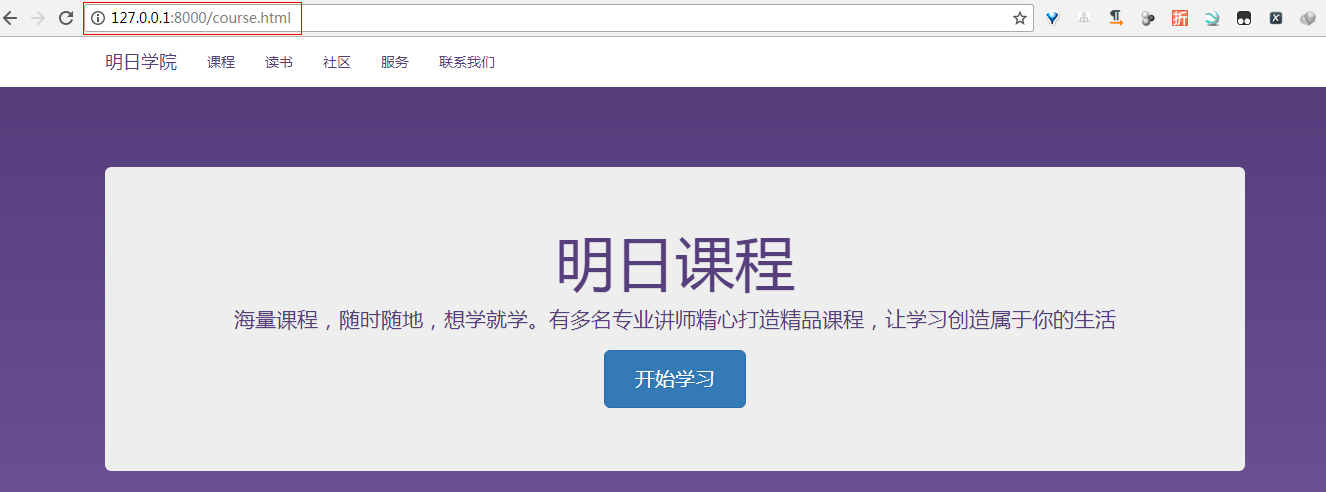 127.0.0.1:8000/course.html
折
明日学院 课程 读书 社区 服务 联系我们
明日课程
海量课程，随时随地，想学就学。有多名专业讲师精心打造精品课程，让学习创造属于你的生活
开始学习